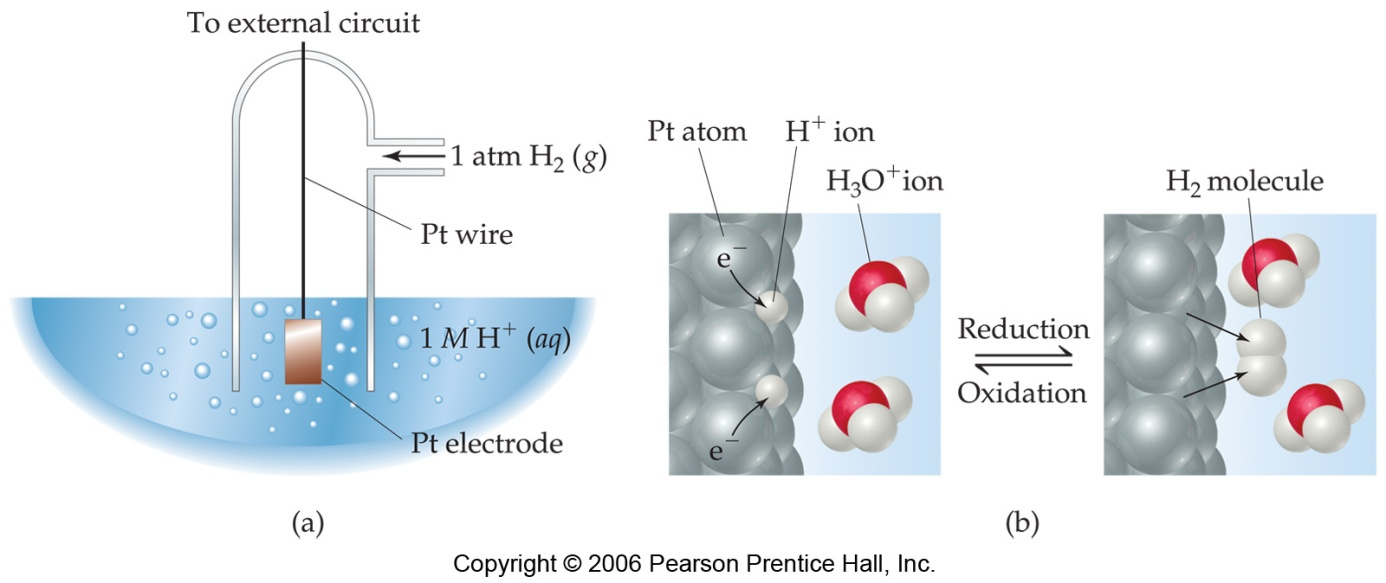 To external circuit
1 atm H₂ (g)
Pt wire
1 M H⁺ (aq)
Pt electrode
(a)
Pt atom
H⁺ ion
H₃O⁺ ion
e⁻
e⁻
Reduction
Oxidation
H₂ molecule
(b)
Copyright © 2006 Pearson Prentice Hall, Inc.